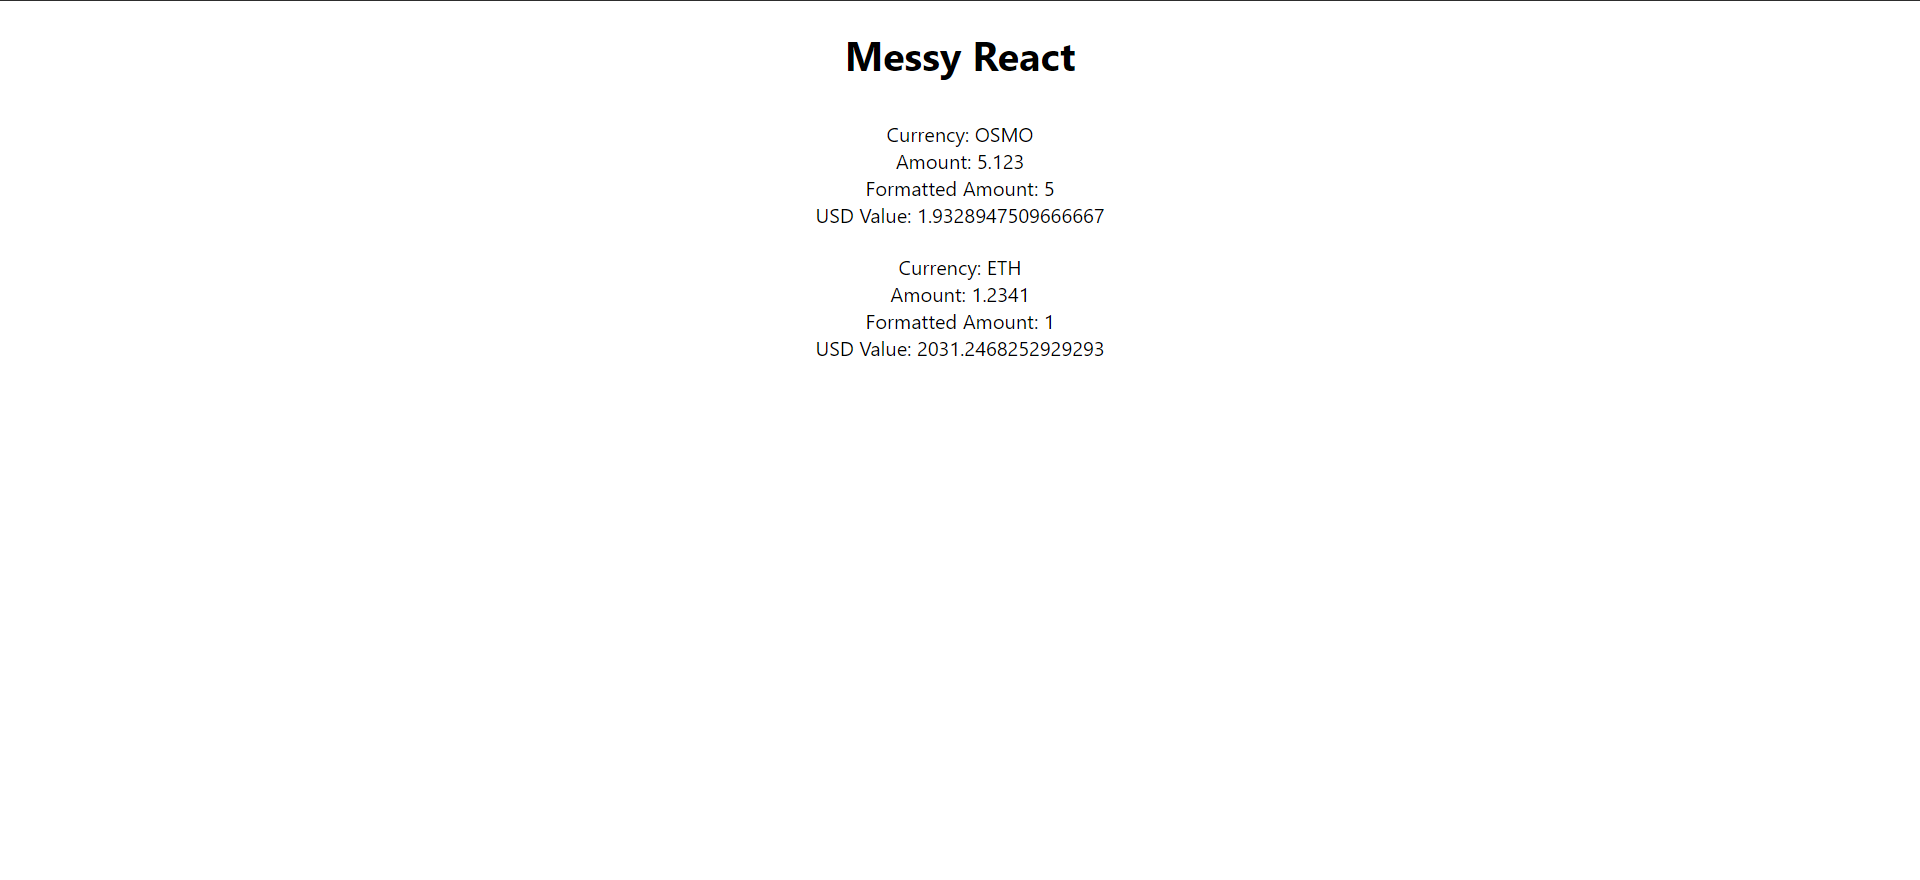 Messy React
Currency: OSMO
Amount: 5.123
Formatted Amount: 5
USD Value: 1.9328947509666667
Currency: ETH
Amount: 1.2341
Formatted Amount: 1
USD Value: 2031.2468252929293